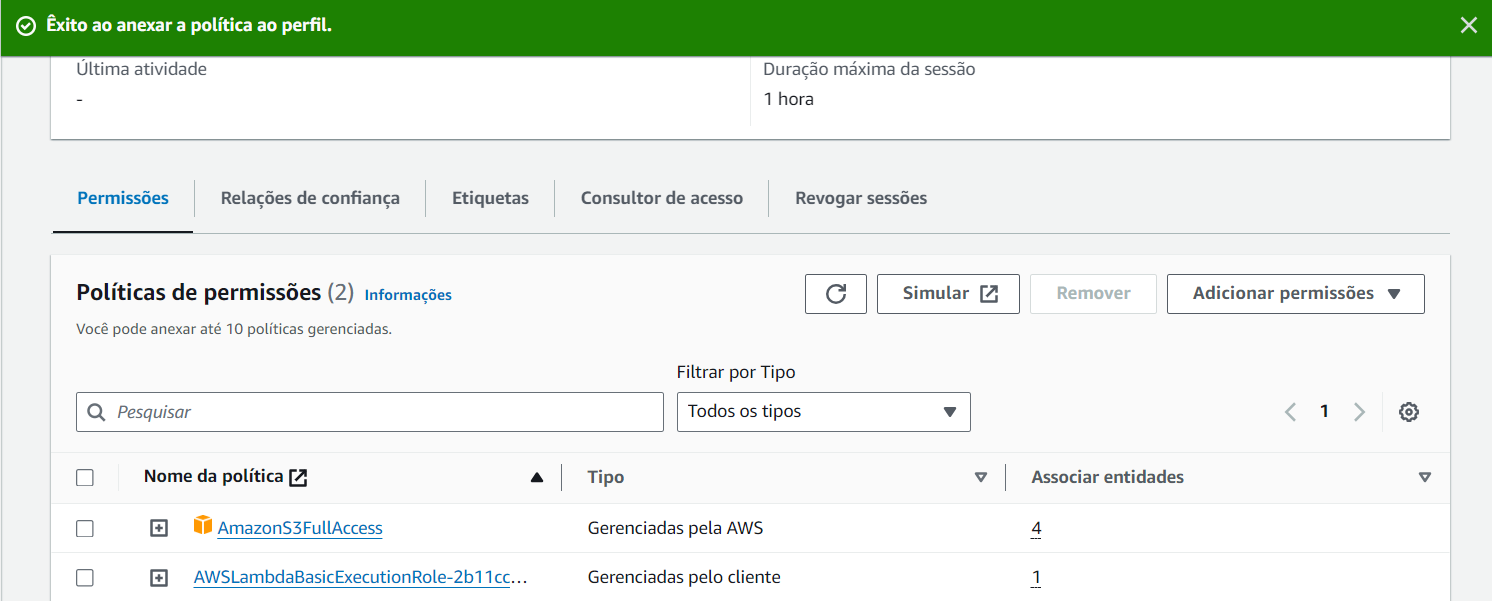 Êxito ao anexar a política ao perfil.
Última atividade
-
Duração máxima da sessão
1 hora
Permissões
Relações de confiança
Etiquetas
Consultor de acesso
Revogar sessões
Políticas de permissões (2) Informações
Você pode anexar até 10 políticas gerenciadas.
Simular
Remover
Adicionar permissões
Filtrar por Tipo
Pesquisar
Todos os tipos
1
Nome da política
Tipo
Associar entidades
AmazonS3FullAccess
Gerenciadas pela AWS
4
AWSLambdaBasicExecutionRole-2b11cc...
Gerenciadas pelo cliente
1